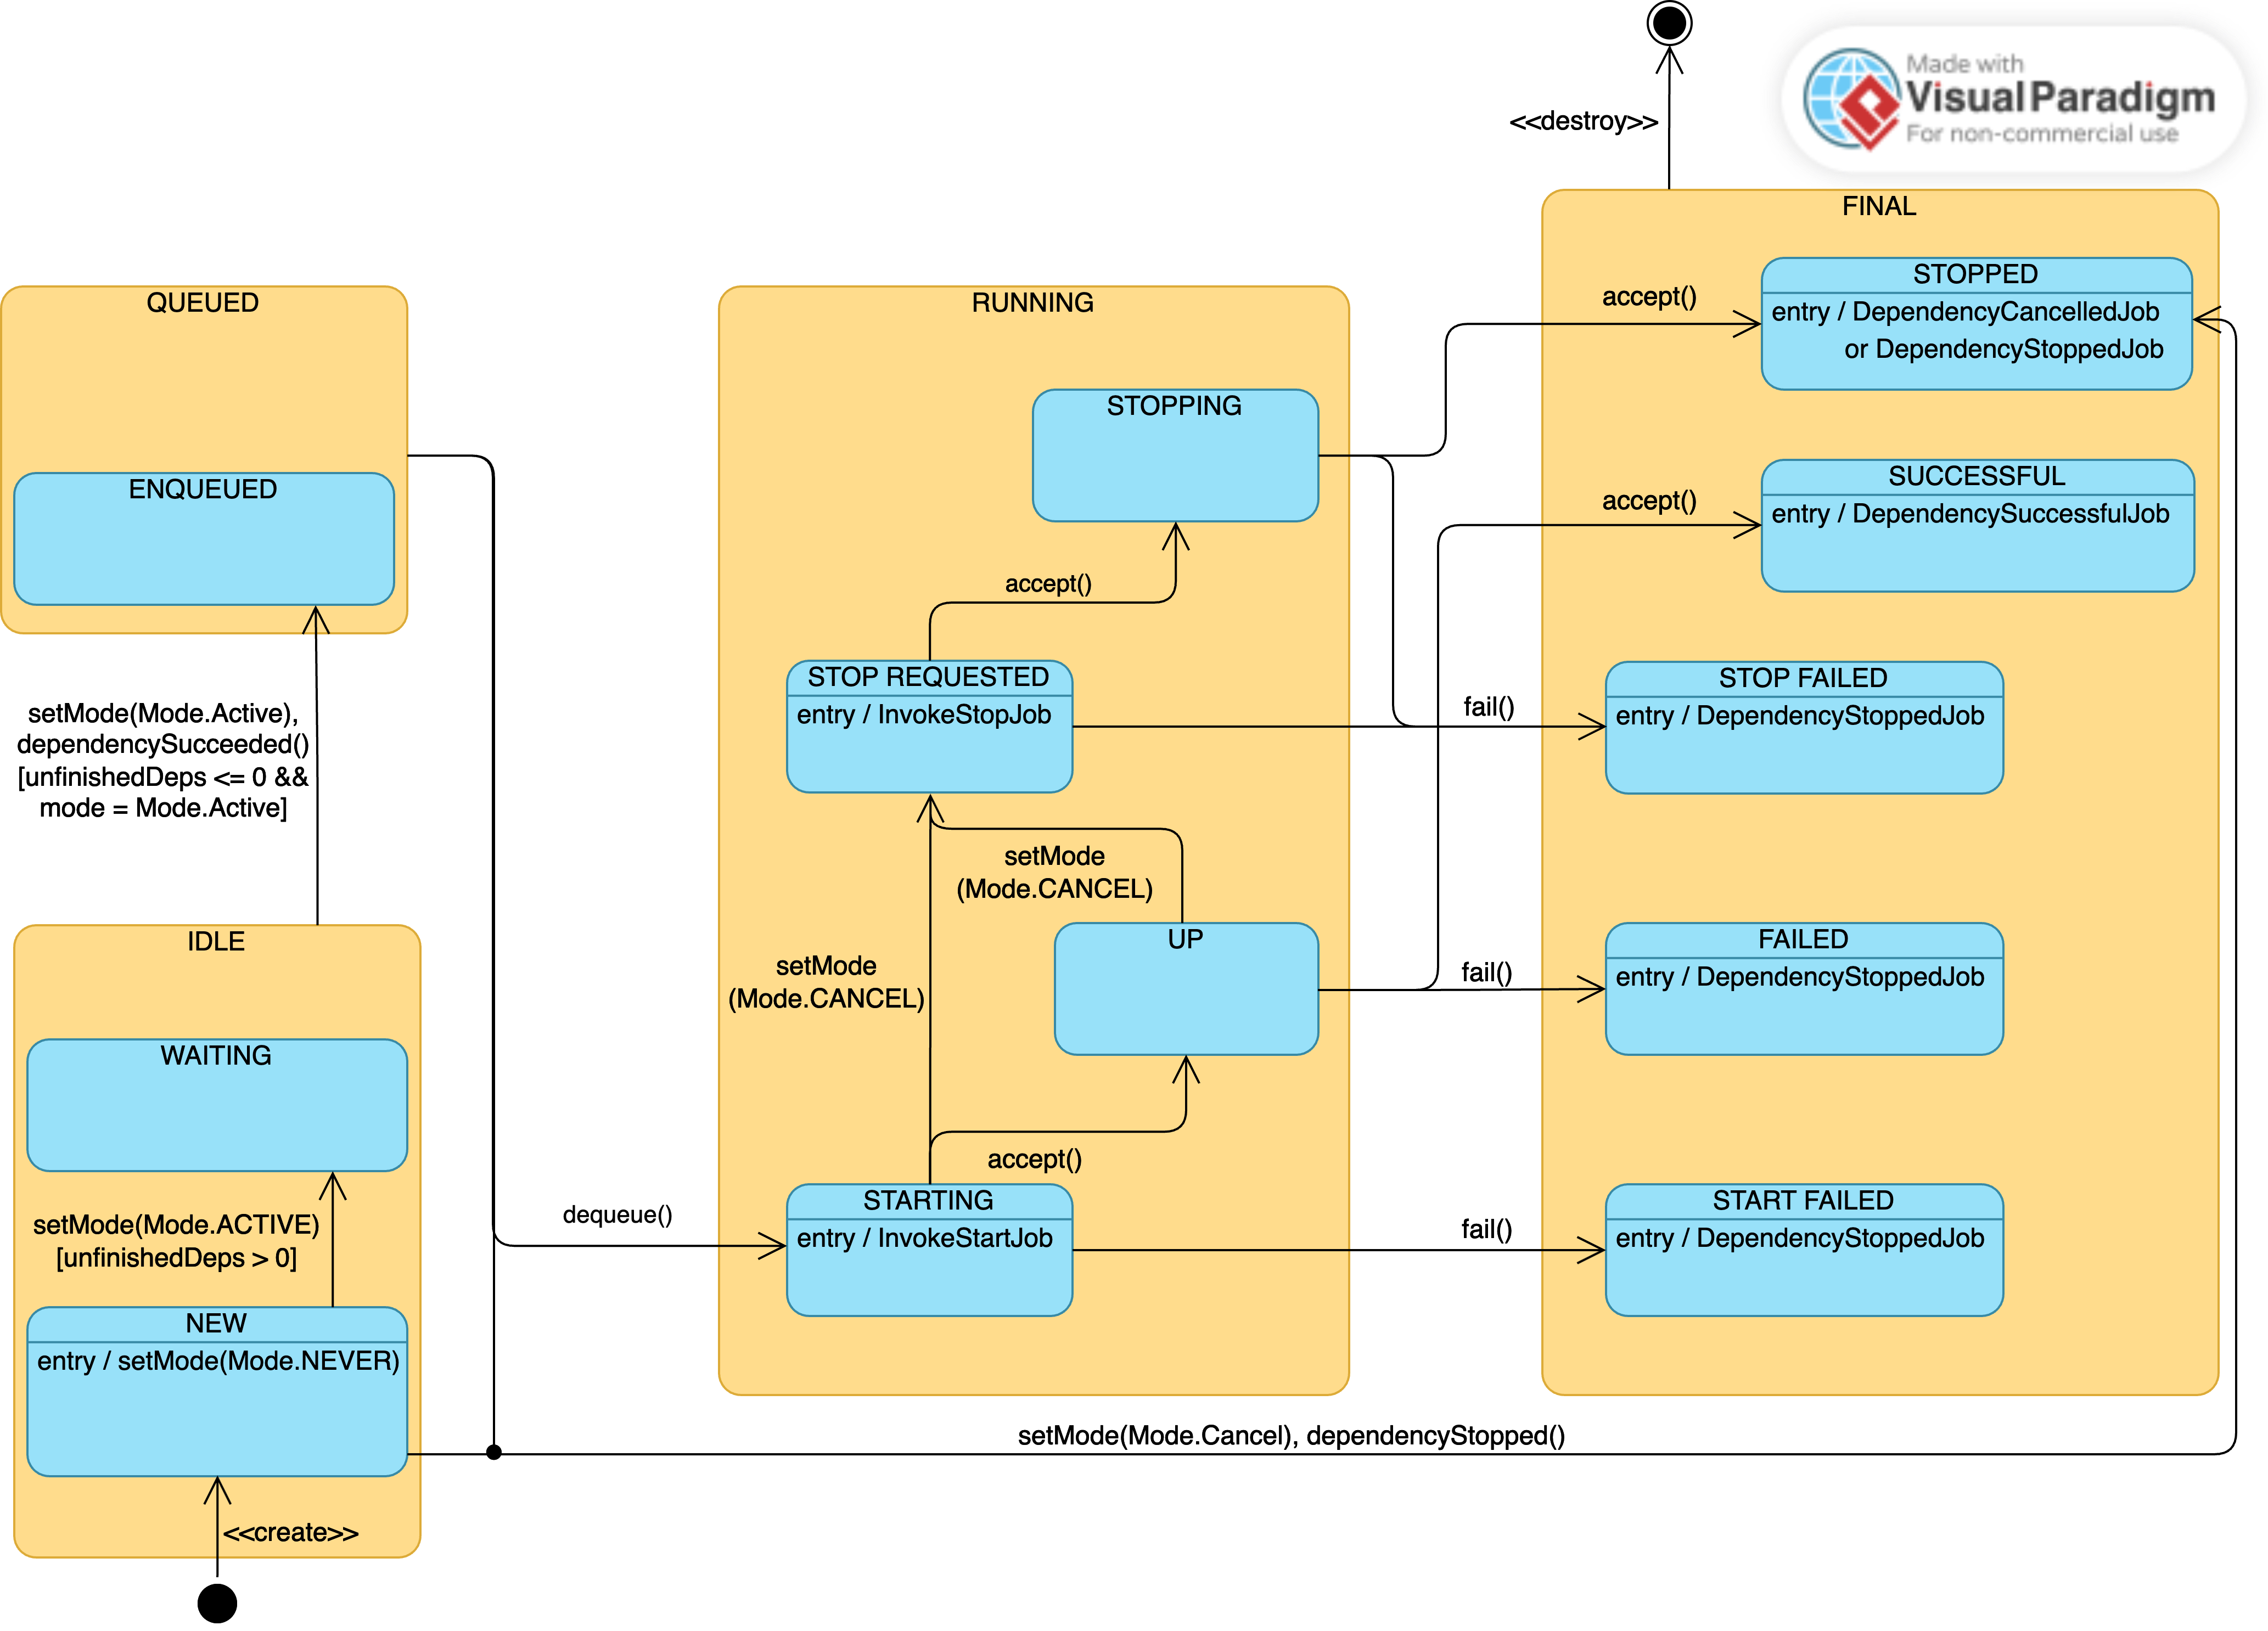 Made with
Visual Paradigm
For non-commercial use
<<destroy>>
FINAL
STOPPED
entry / DependencyCancelledJob
or DependencyStoppedJob
accept()
SUCCESSFUL
entry / DependencySuccessfulJob
accept()
STOP FAILED
entry / DependencyStoppedJob
fail()
FAILED
entry / DependencyStoppedJob
fail()
START FAILED
entry / DependencyStoppedJob
fail()
QUEUED
ENQUEUED
setMode(Mode.Active),
dependencySucceeded()
[unfinishedDeps <= 0 &&
mode = Mode.Active]
IDLE
WAITING
setMode(Mode.ACTIVE)
[unfinishedDeps > 0]
NEW
entry / setMode(Mode.NEVER)
<<create>>
RUNNING
STOPPING
accept()
STOP REQUESTED
entry / InvokeStopJob
setMode
(Mode.CANCEL)
setMode
(Mode.CANCEL)
UP
accept()
STARTING
entry / InvokeStartJob
dequeue()
setMode(Mode.Cancel), dependencyStopped()